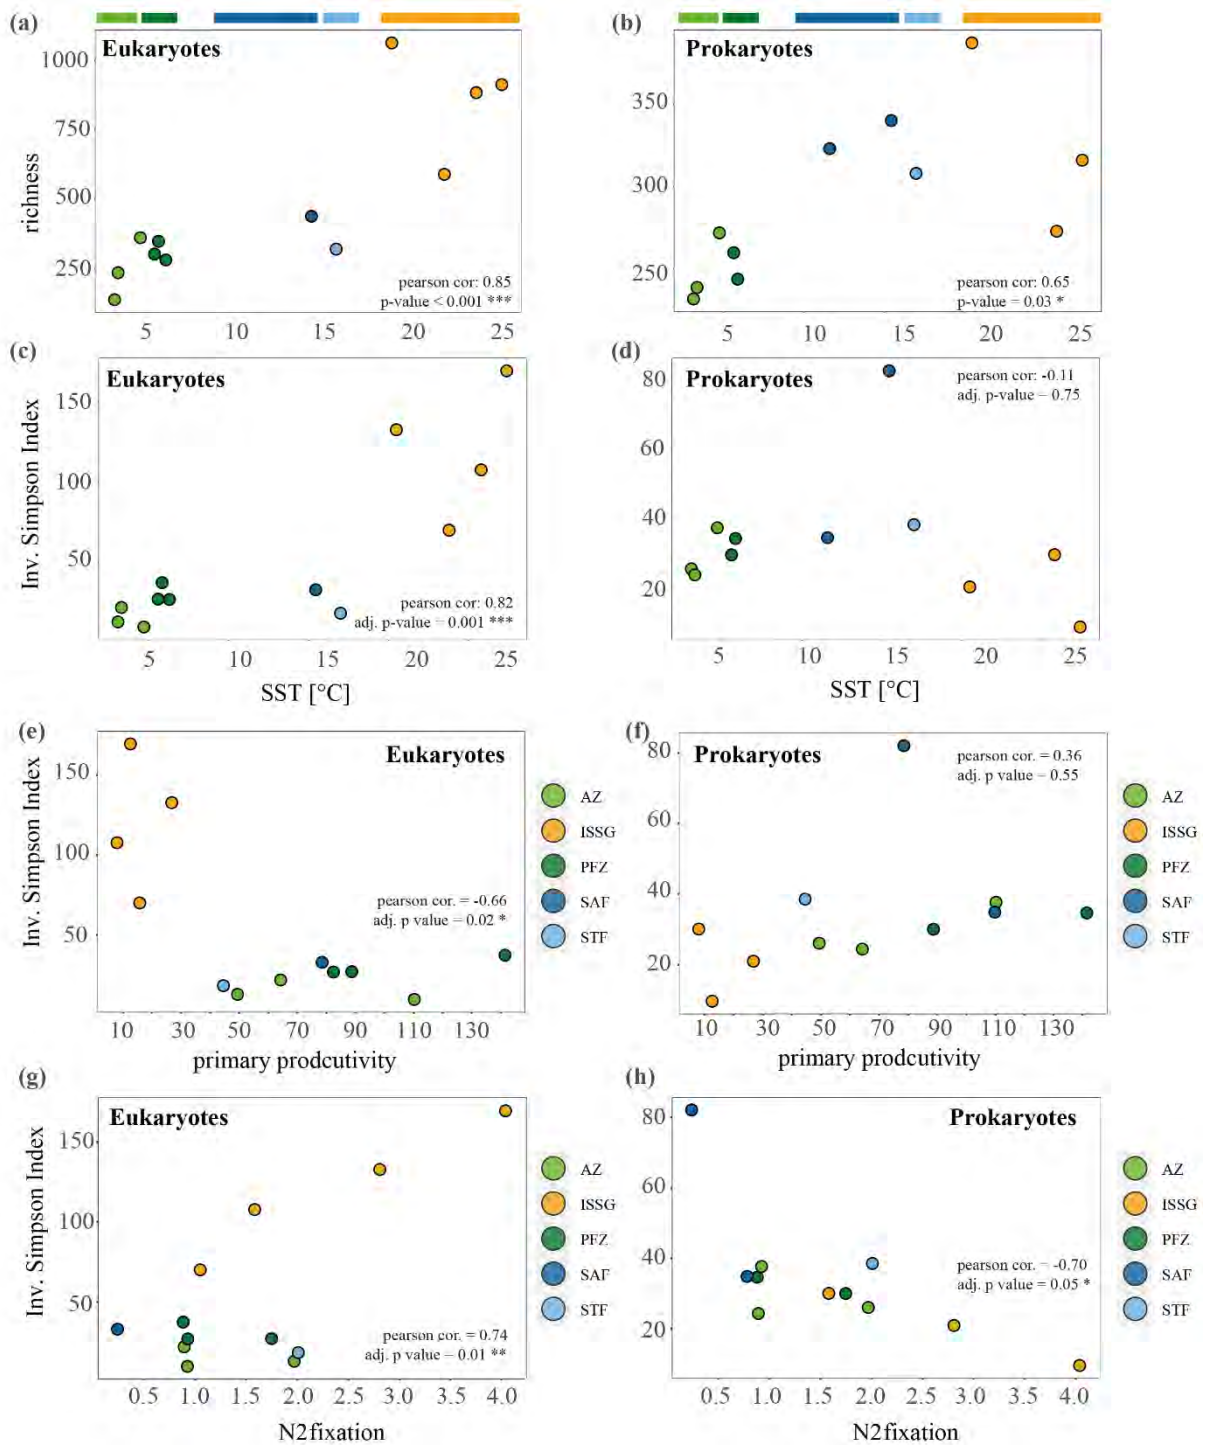 (a)
Eukaryotes
1000
750
500
250
richness
pearson cor: 0.85
p-value < 0.001 ***
5 10 15 20 25
(b)
Prokaryotes
350
300
250
pearson cor: 0.65
p-value = 0.03 *
5 10 15 20 25
(c)
Eukaryotes
150
100
50
Inv. Simpson Index
pearson cor: 0.82
adj. p-value = 0.001 ***
5 10 15 20 25
SST [°C]
(d)
Prokaryotes
pearson cor: -0.11
adj. p-value = 0.75
80
60
40
20
5 10 15 20 25
SST [°C]
(e)
Eukaryotes
150
100
50
Inv. Simpson Index
pearson cor. = -0.66
adj. p value = 0.02 *
10 30 50 70 90 110 130
primary prodcutivity
AZ
ISSG
PFZ
SAF
STF
(f)
Prokaryotes
pearson cor. = 0.36
adj. p value = 0.55
80
60
40
20
10 30 50 70 90 110 130
primary prodcutivity
AZ
ISSG
PFZ
SAF
STF
(g)
Eukaryotes
150
100
50
Inv. Simpson Index
pearson cor. = 0.74
adj. p value = 0.01 **
0.5 1.0 1.5 2.0 2.5 3.0 3.5 4.0
N2fixation
AZ
ISSG
PFZ
SAF
STF
(h)
Prokaryotes
80
60
40
20
pearson cor. = -0.70
adj. p value = 0.05 *
0.5 1.0 1.5 2.0 2.5 3.0 3.5 4.0
N2fixation
AZ
ISSG
PFZ
SAF
STF